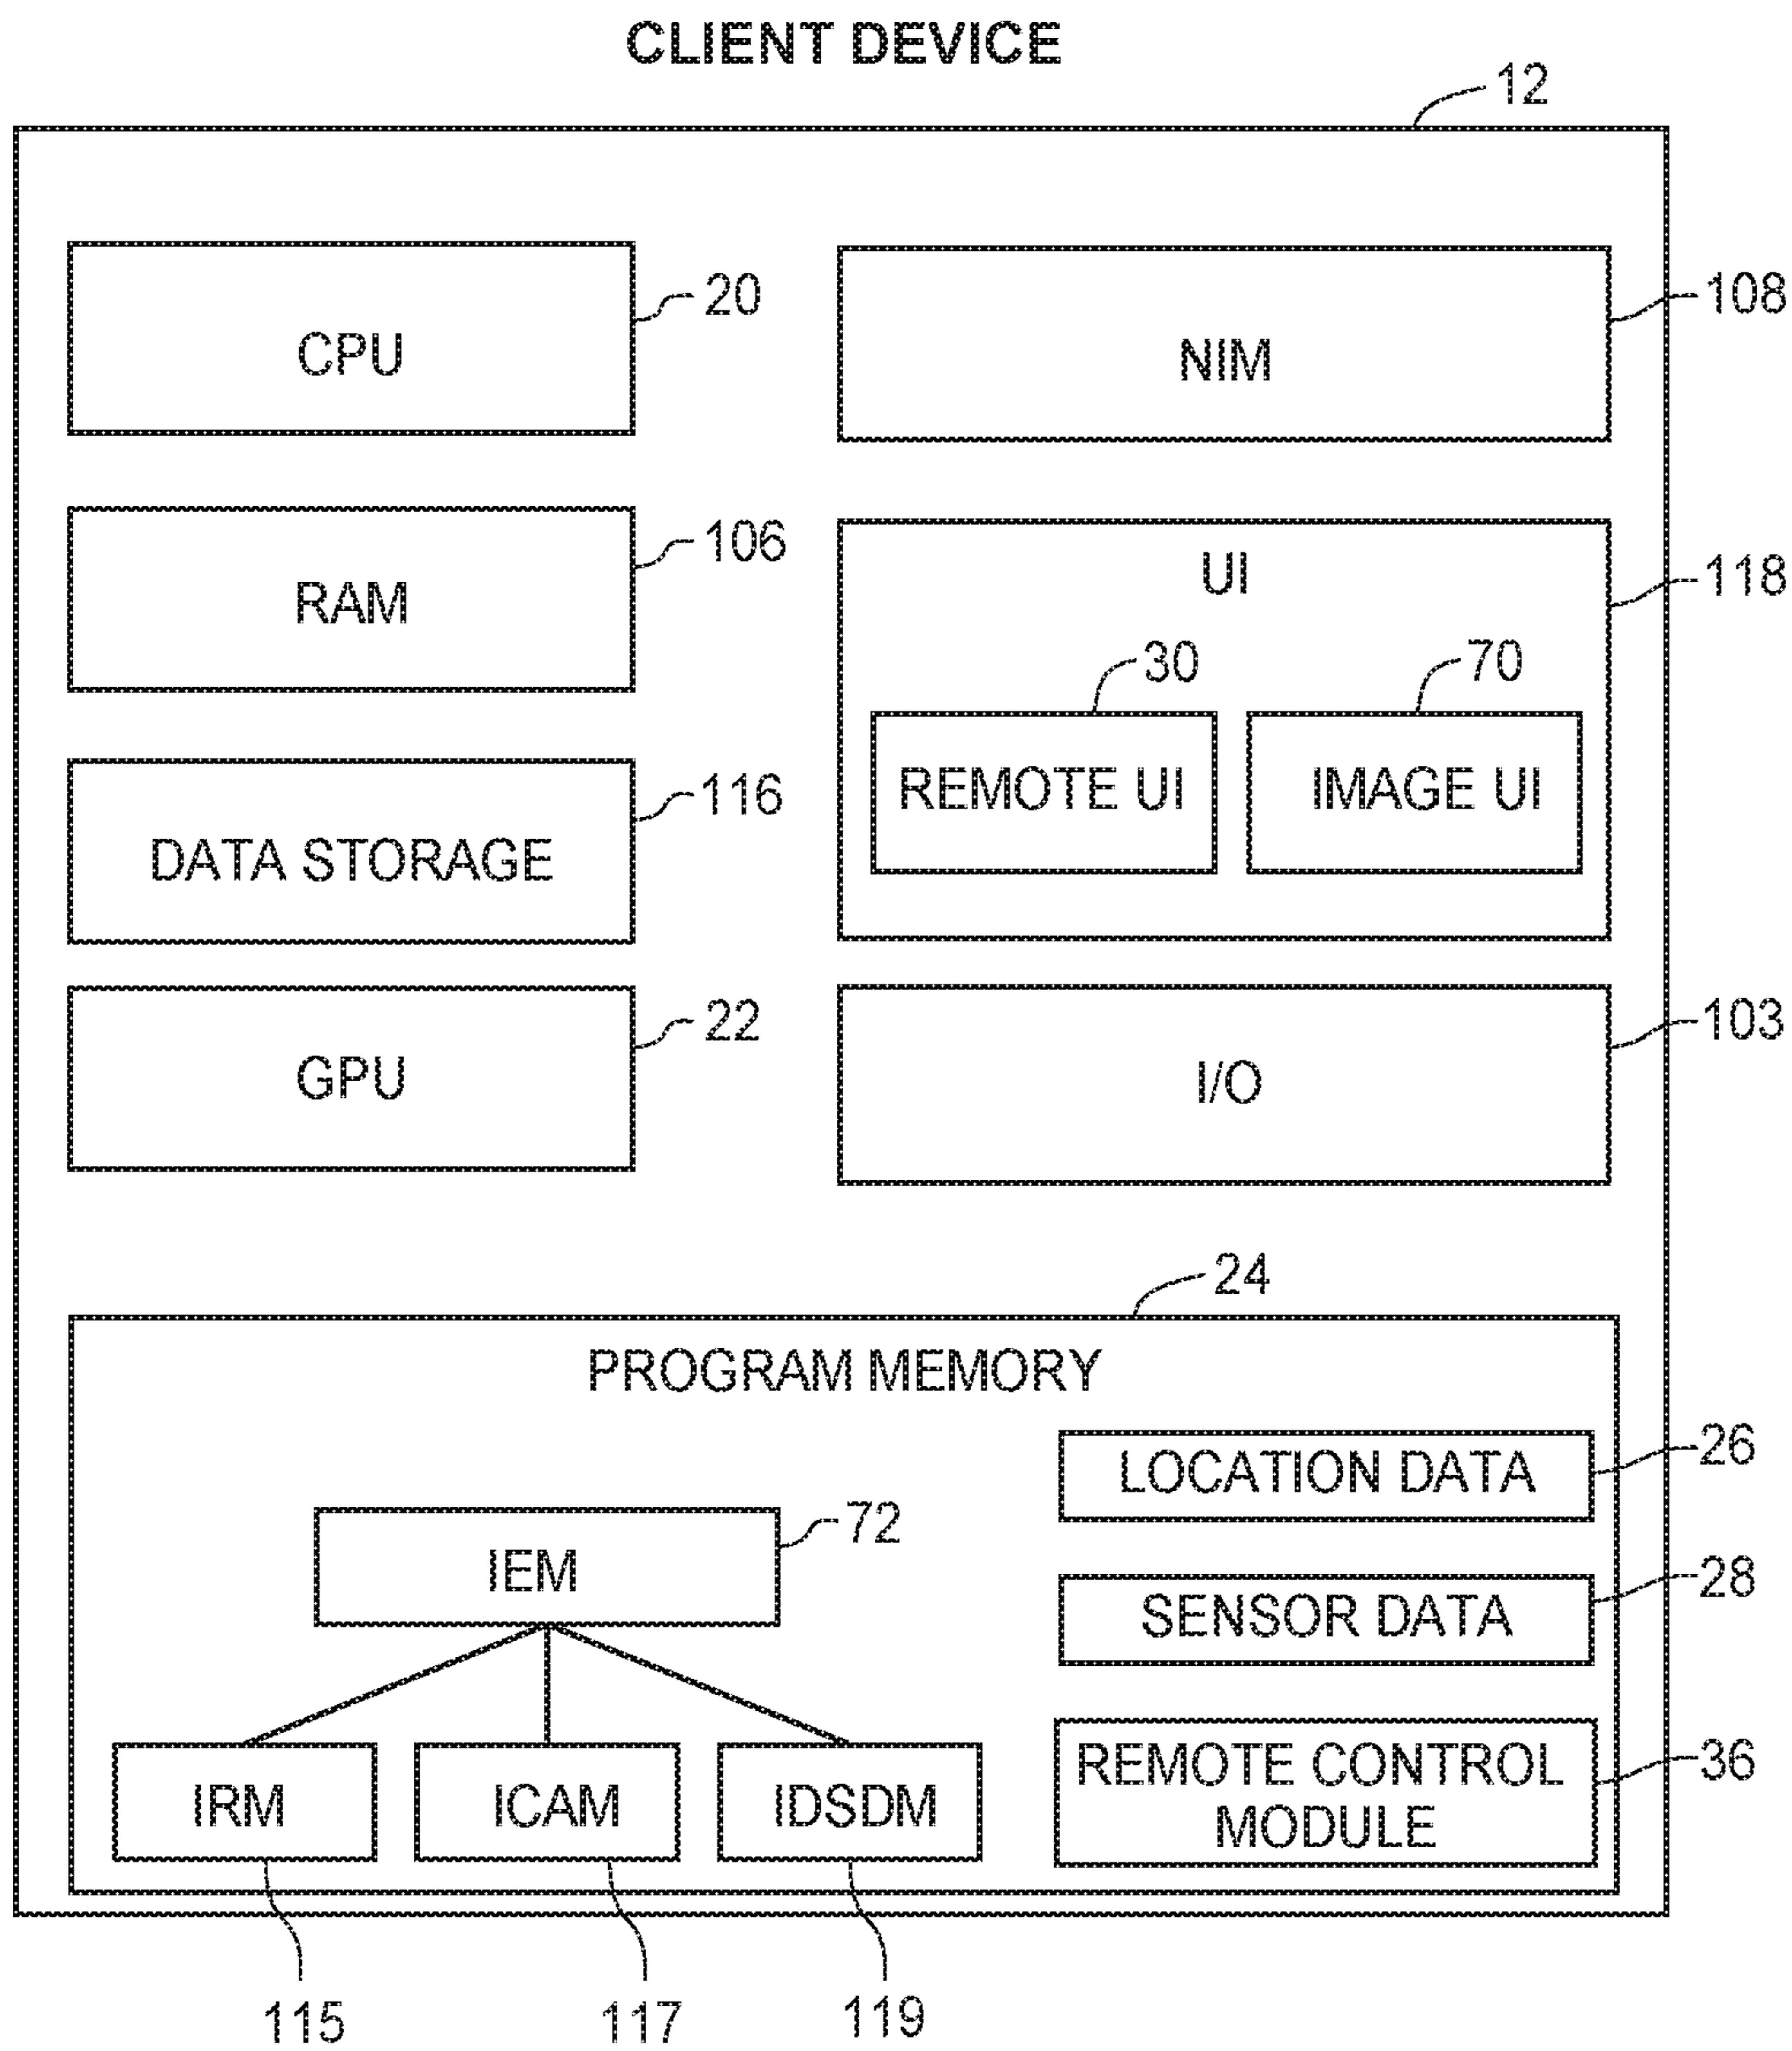 CLIENT DEVICE
12
CPU
20
NIM
108
RAM
106
UI
118
30
70
REMOTE UI
IMAGE UI
DATA STORAGE
116
GPU
22
I/O
103
24
PROGRAM MEMORY
LOCATION DATA
26
IEM
72
SENSOR DATA
28
IRM
ICAM
IDSDM
REMOTE CONTROL
MODULE
36
115
117
119